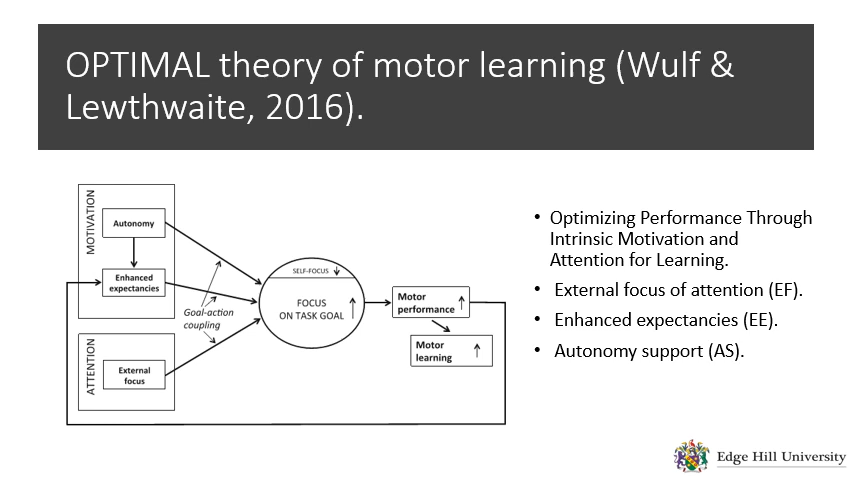 OPTIMAL theory of motor learning (Wulf &
Lewthwaite, 2016).
MOTIVATION
Autonomy
Enhanced
expectancies
Goal-action
coupling
ATTENTION
External
focus
SELF-FOCUS
FOCUS
ON TASK GOAL
Motor
performance
Motor
learning
• Optimizing Performance Through
Intrinsic Motivation and
Attention for Learning.
• External focus of attention (EF).
• Enhanced expectancies (EE).
• Autonomy support (AS).
Edge Hill University